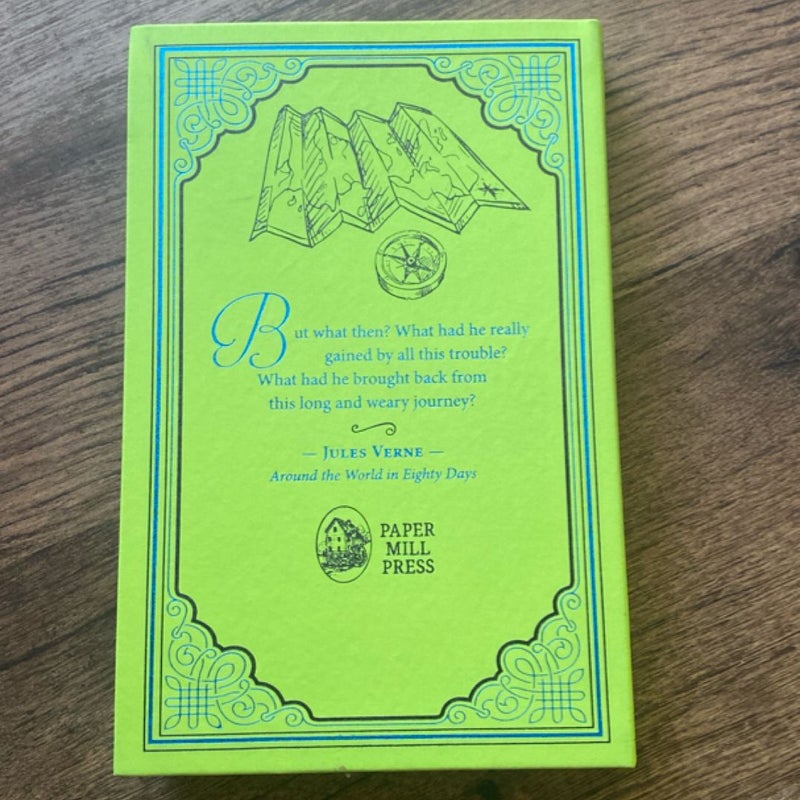 But what then? What had he really
gained by all this trouble?
What had he brought back from
this long and weary journey?
— JULES VERNE —
Around the World in Eighty Days
PAPER
MILL
PRESS